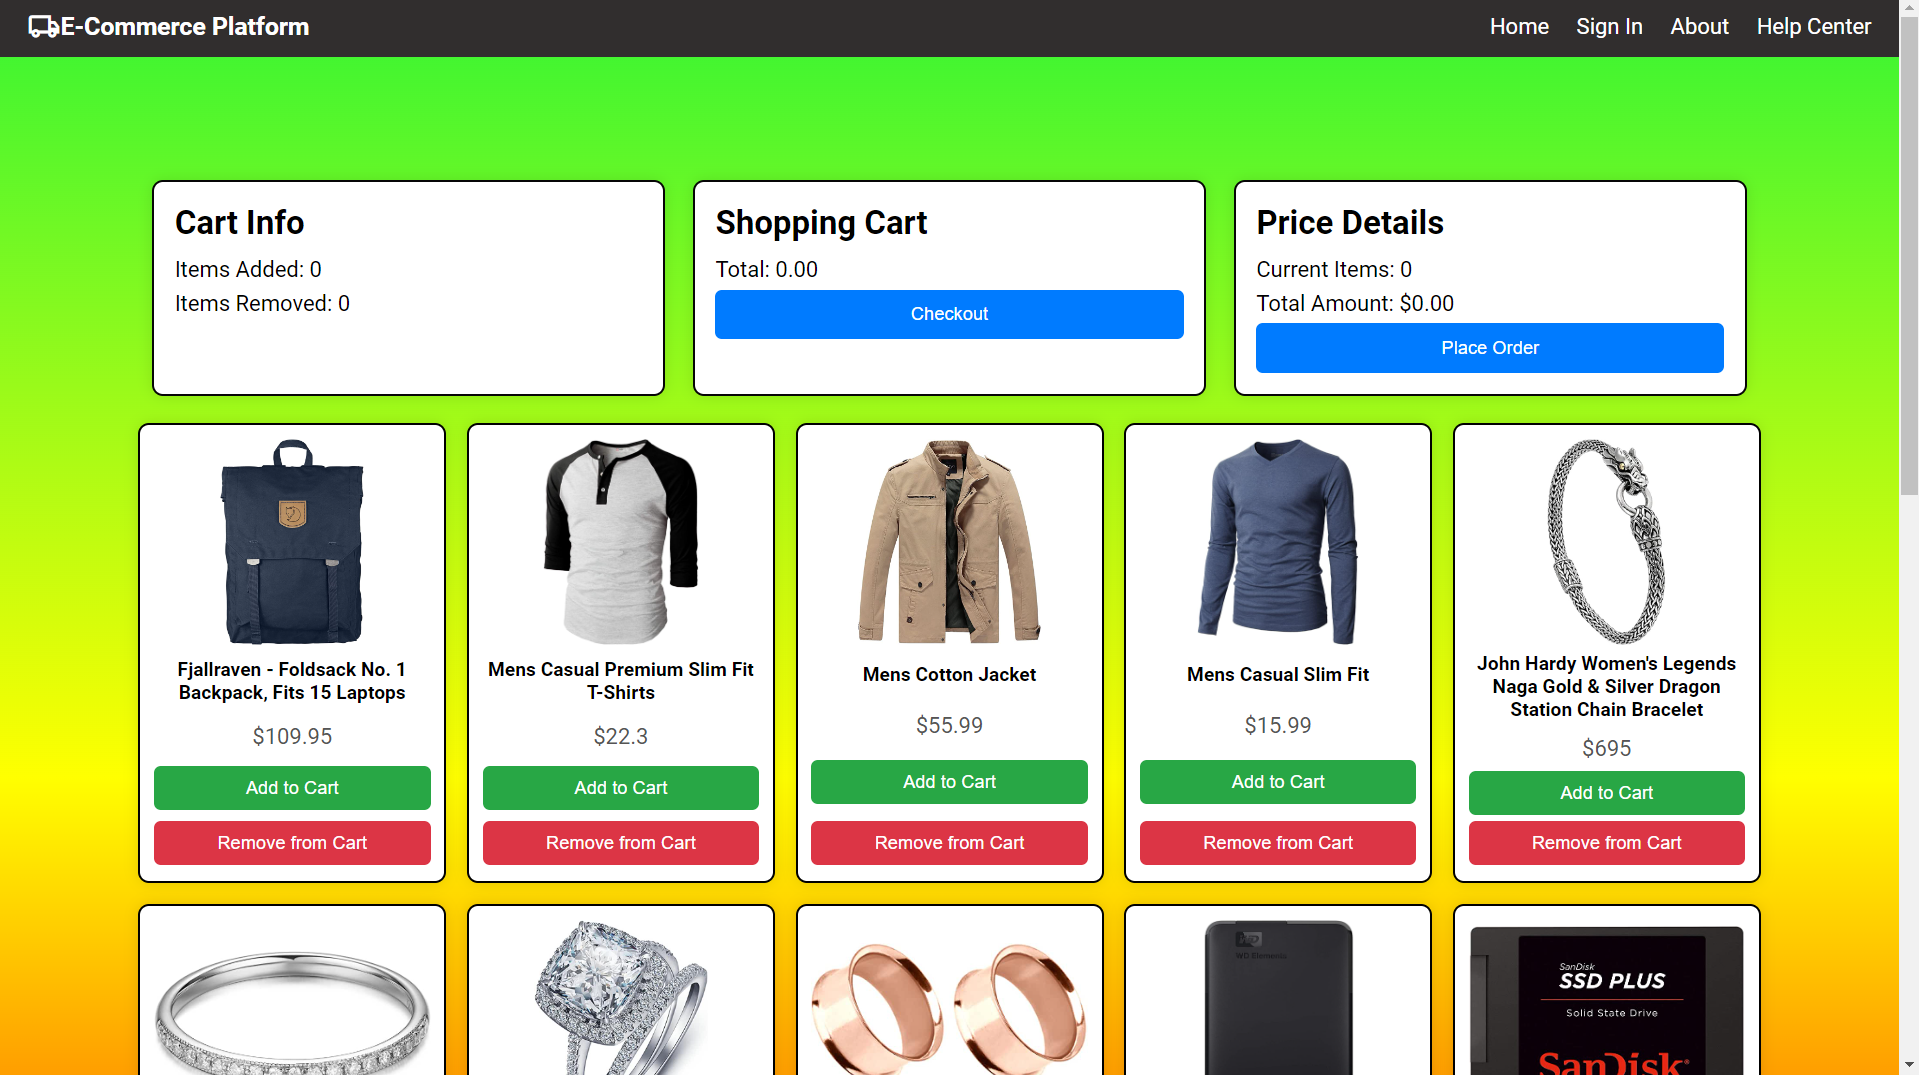 E-Commerce Platform
Home Sign In About Help Center
Cart Info
Items Added: 0
Items Removed: 0
Shopping Cart
Total: 0.00
Checkout
Price Details
Current Items: 0
Total Amount: $0.00
Place Order
Fjallraven - Foldsack No. 1
Backpack, Fits 15 Laptops
$109.95
Add to Cart
Remove from Cart
Mens Casual Premium Slim Fit
T-Shirts
$22.3
Add to Cart
Remove from Cart
Mens Cotton Jacket
$55.99
Add to Cart
Remove from Cart
Mens Casual Slim Fit
$15.99
Add to Cart
Remove from Cart
John Hardy Women's Legends
Naga Gold & Silver Dragon
Station Chain Bracelet
$695
Add to Cart
Remove from Cart
WD
WD Elements
SanDisk
SSD PLUS
Solid State Drive
SanDisk